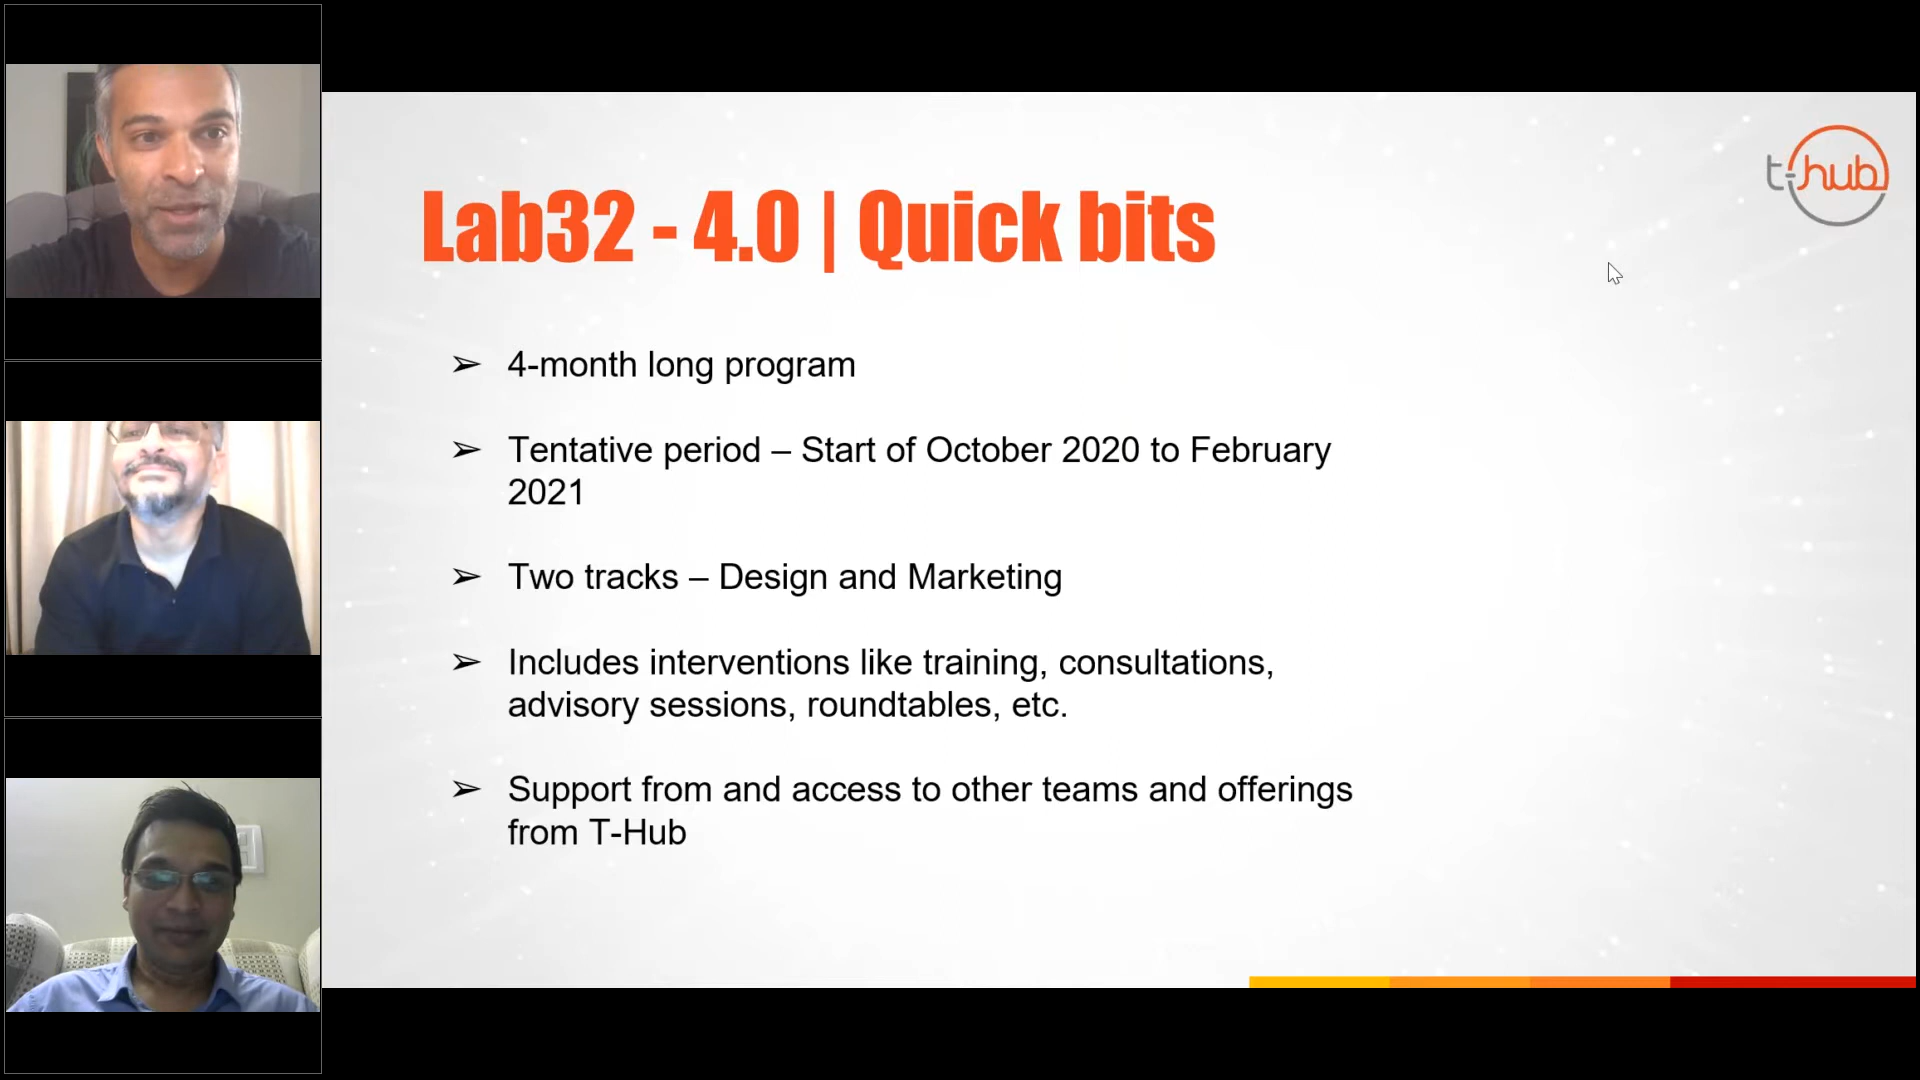 t-hub
Lab32 - 4.0 | Quick bits
➢ 4-month long program
➢ Tentative period – Start of October 2020 to February
2021
➢ Two tracks – Design and Marketing
➢ Includes interventions like training, consultations,
advisory sessions, roundtables, etc.
➢ Support from and access to other teams and offerings
from T-Hub